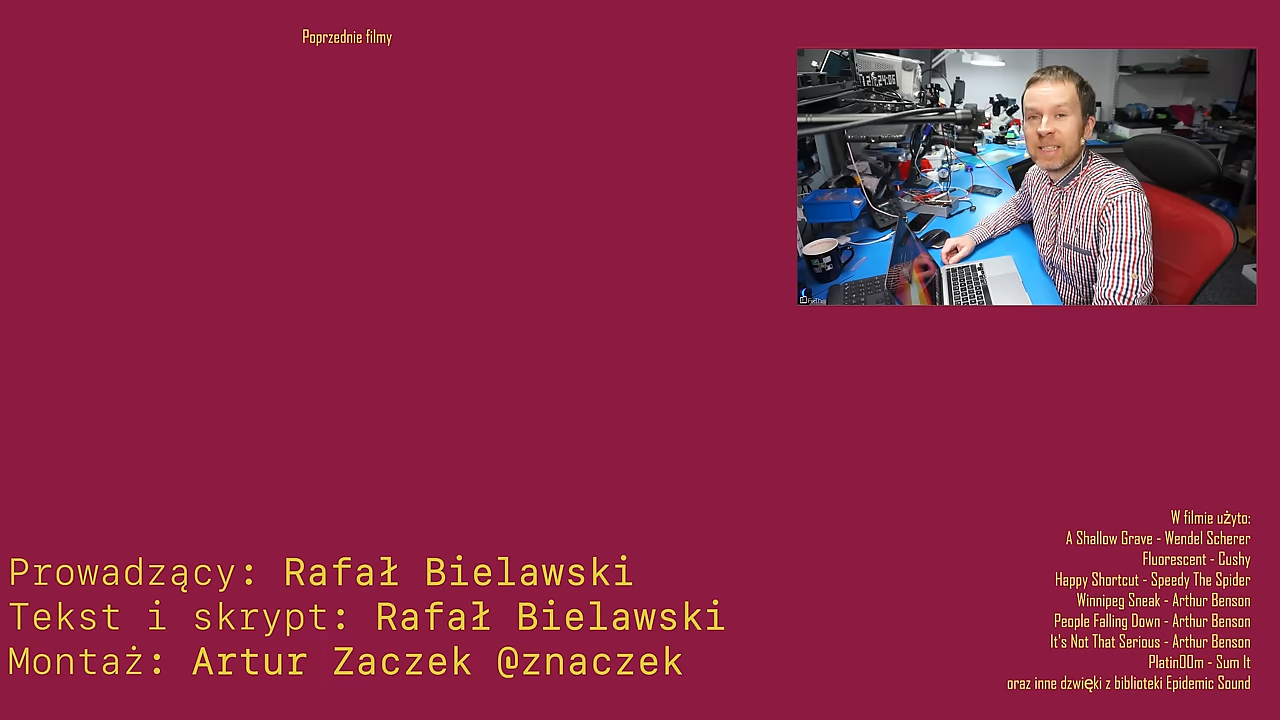 Poprzednie filmy
Prowadzący: Rafał Bielawski
Tekst i skrypt: Rafał Bielawski
Montaż: Artur Zaczek @znaczek
W filmie użyto:
A Shallow Grave - Wendel Scherer
Fluorescent - Cushy
Happy Shortcut - Speedy The Spider
Winnipeg Sneak - Arthur Benson
People Falling Down - Arthur Benson
It's Not That Serious - Arthur Benson
Platin00m - Sum It
oraz inne dzwięki z biblioteki Epidemic Sound